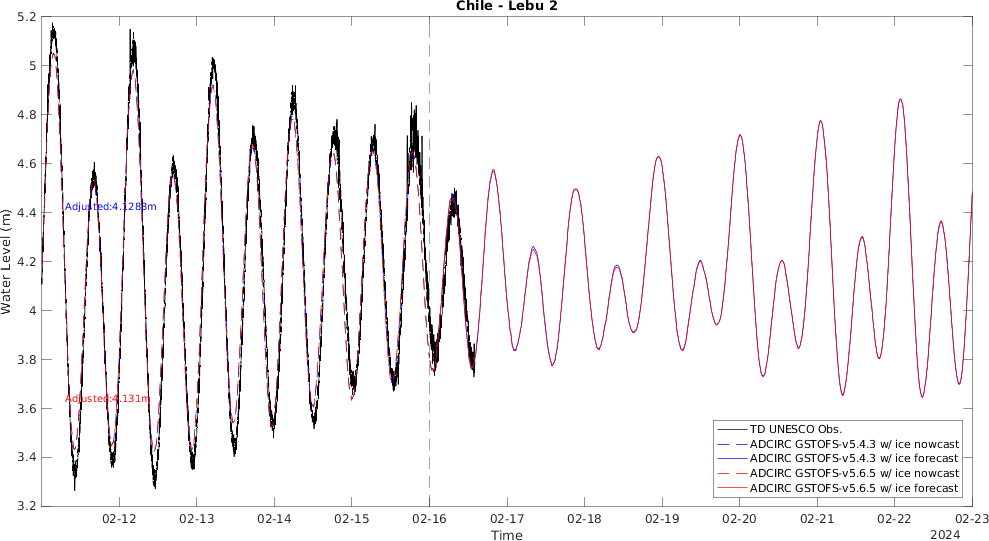 Chile - Lebu 2
5.2
5
4.8
4.6
4.4
4.2
4
3.8
3.6
3.4
3.2
Water Level (m)
Adjusted:4.1288m
Adjusted:4.131m
TD UNESCO Obs.
ADCIRC GSTOFS-v5.4.3 w/ ice nowcast
ADCIRC GSTOFS-v5.4.3 w/ ice forecast
ADCIRC GSTOFS-v5.6.5 w/ ice nowcast
ADCIRC GSTOFS-v5.6.5 w/ ice forecast
02-12 02-13 02-14 02-15 02-16 02-17 02-18 02-19 02-20 02-21 02-22 02-23
Time
2024